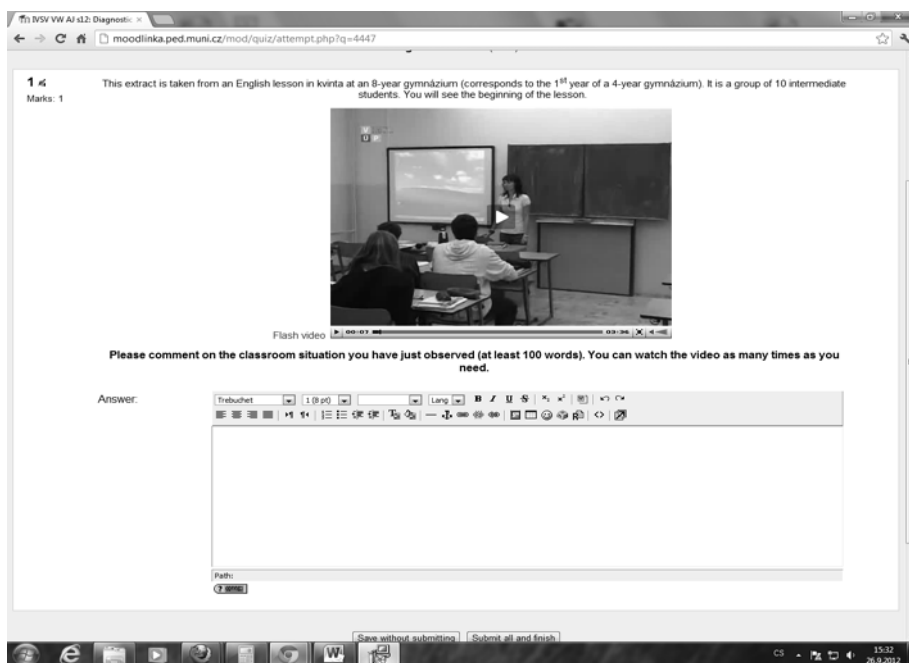 IVSV VW AJ s12: Diagnostic
moodlinka.ped.muni.cz/mod/quiz/attempt.php?q=4447
1
Marks: 1
This extract is taken from an English lesson in kvinta at an 8-year gymnázium (corresponds to the 1st year of a 4-year gymnázium). It is a group of 10 intermediate
students. You will see the beginning of the lesson.
Flash video
00:07
03:36
Please comment on the classroom situation you have just observed (at least 100 words). You can watch the video as many times as you
need.
Answer:
Trebuchet
1 (8 pt)
Lang
B I U S
Path:
Save without submitting
Submit all and finish
CS
15:32
26.9.2012